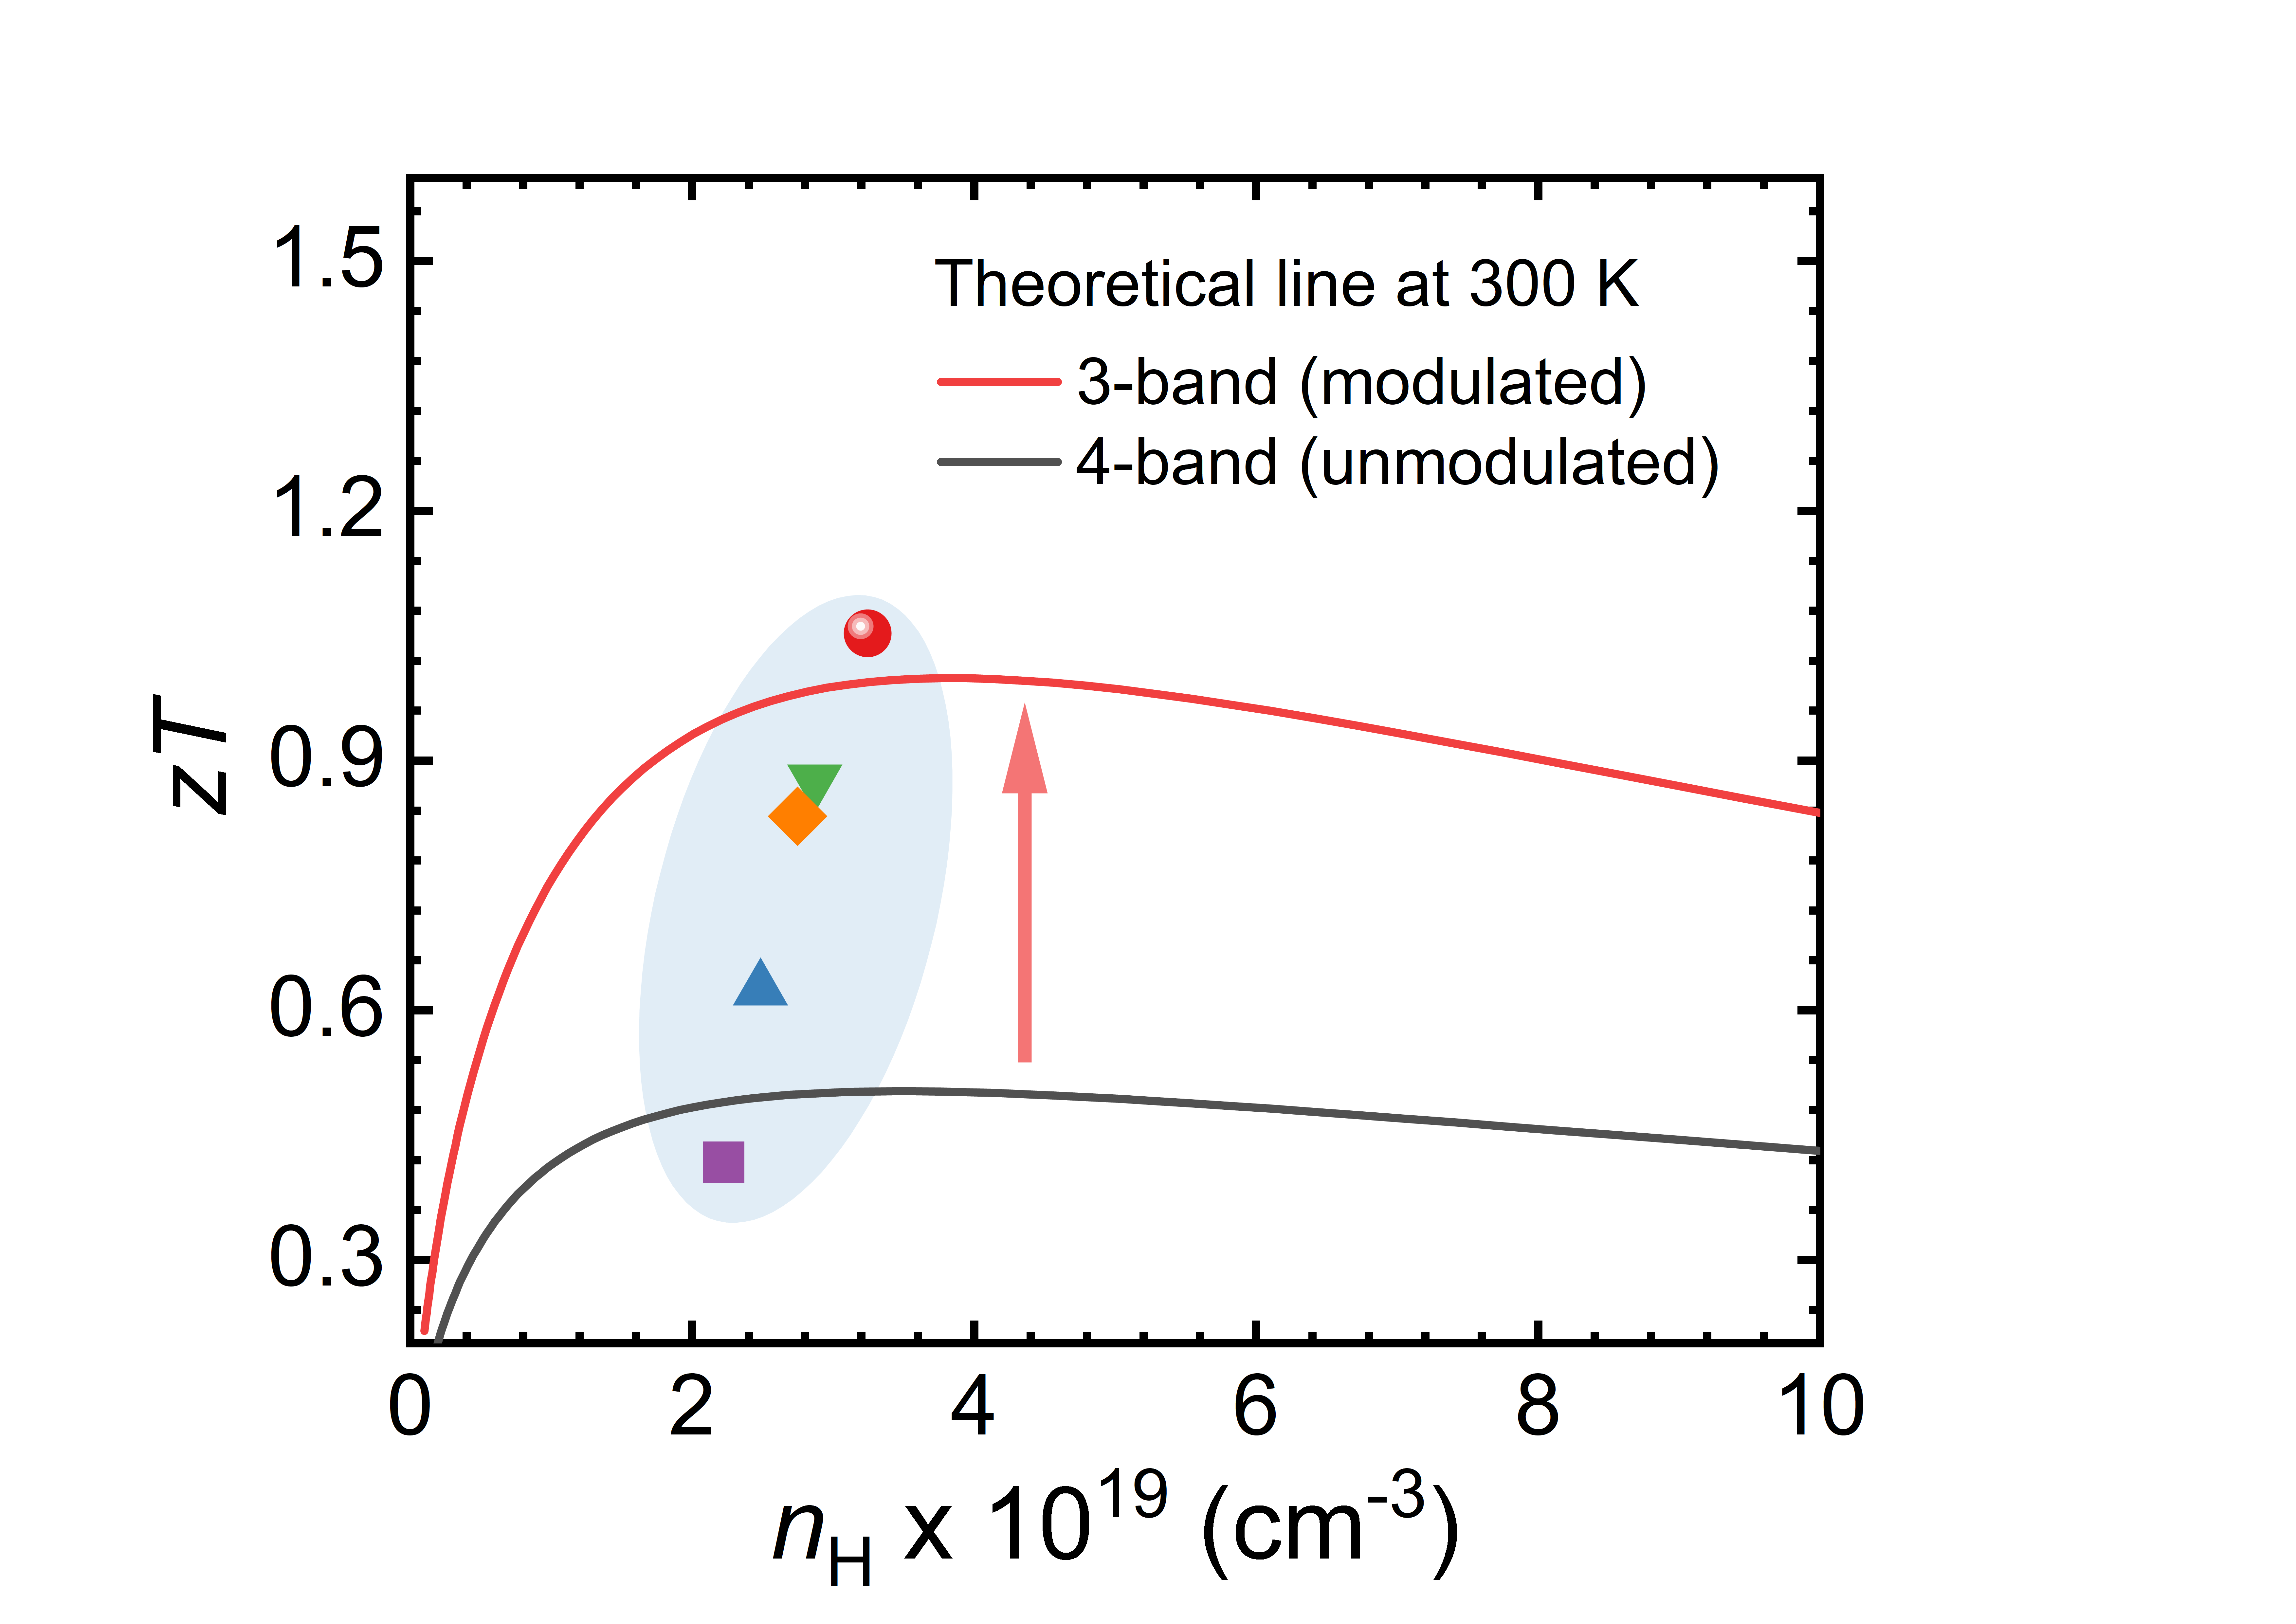 Theoretical line at 300 K
3-band (modulated)
4-band (unmodulated)
zT
1.5
1.2
0.9
0.6
0.3
0 2 4 6 8 10
nH x 10^19 (cm^-3)